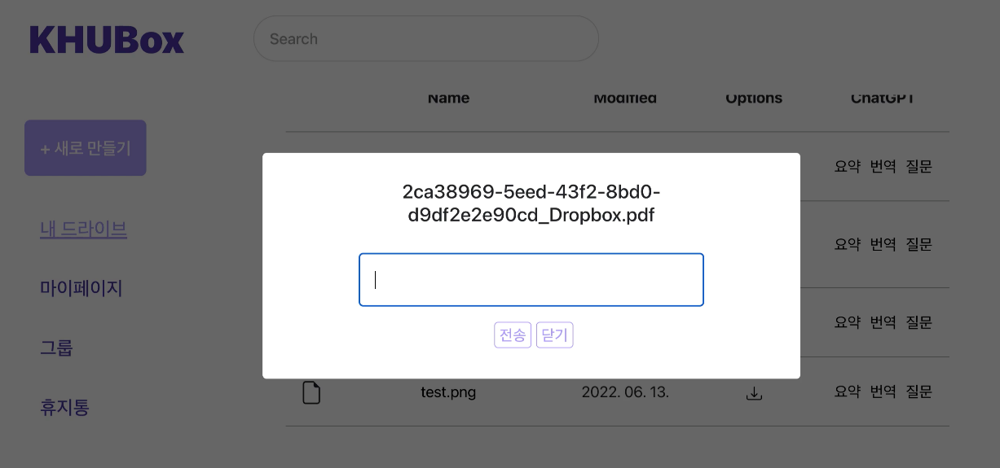 KHUBox
Search
Name Modified Options ChatGPT
+ 새로 만들기
요약 번역 질문
2ca38969-5eed-43f2-8bd0-
d9df2e2e90cd_Dropbox.pdf
내 드라이브
요약 번역 질문
마이페이지
전송 닫기
요약 번역 질문
그룹
test.png 2022. 06. 13. 요약 번역 질문
휴지통